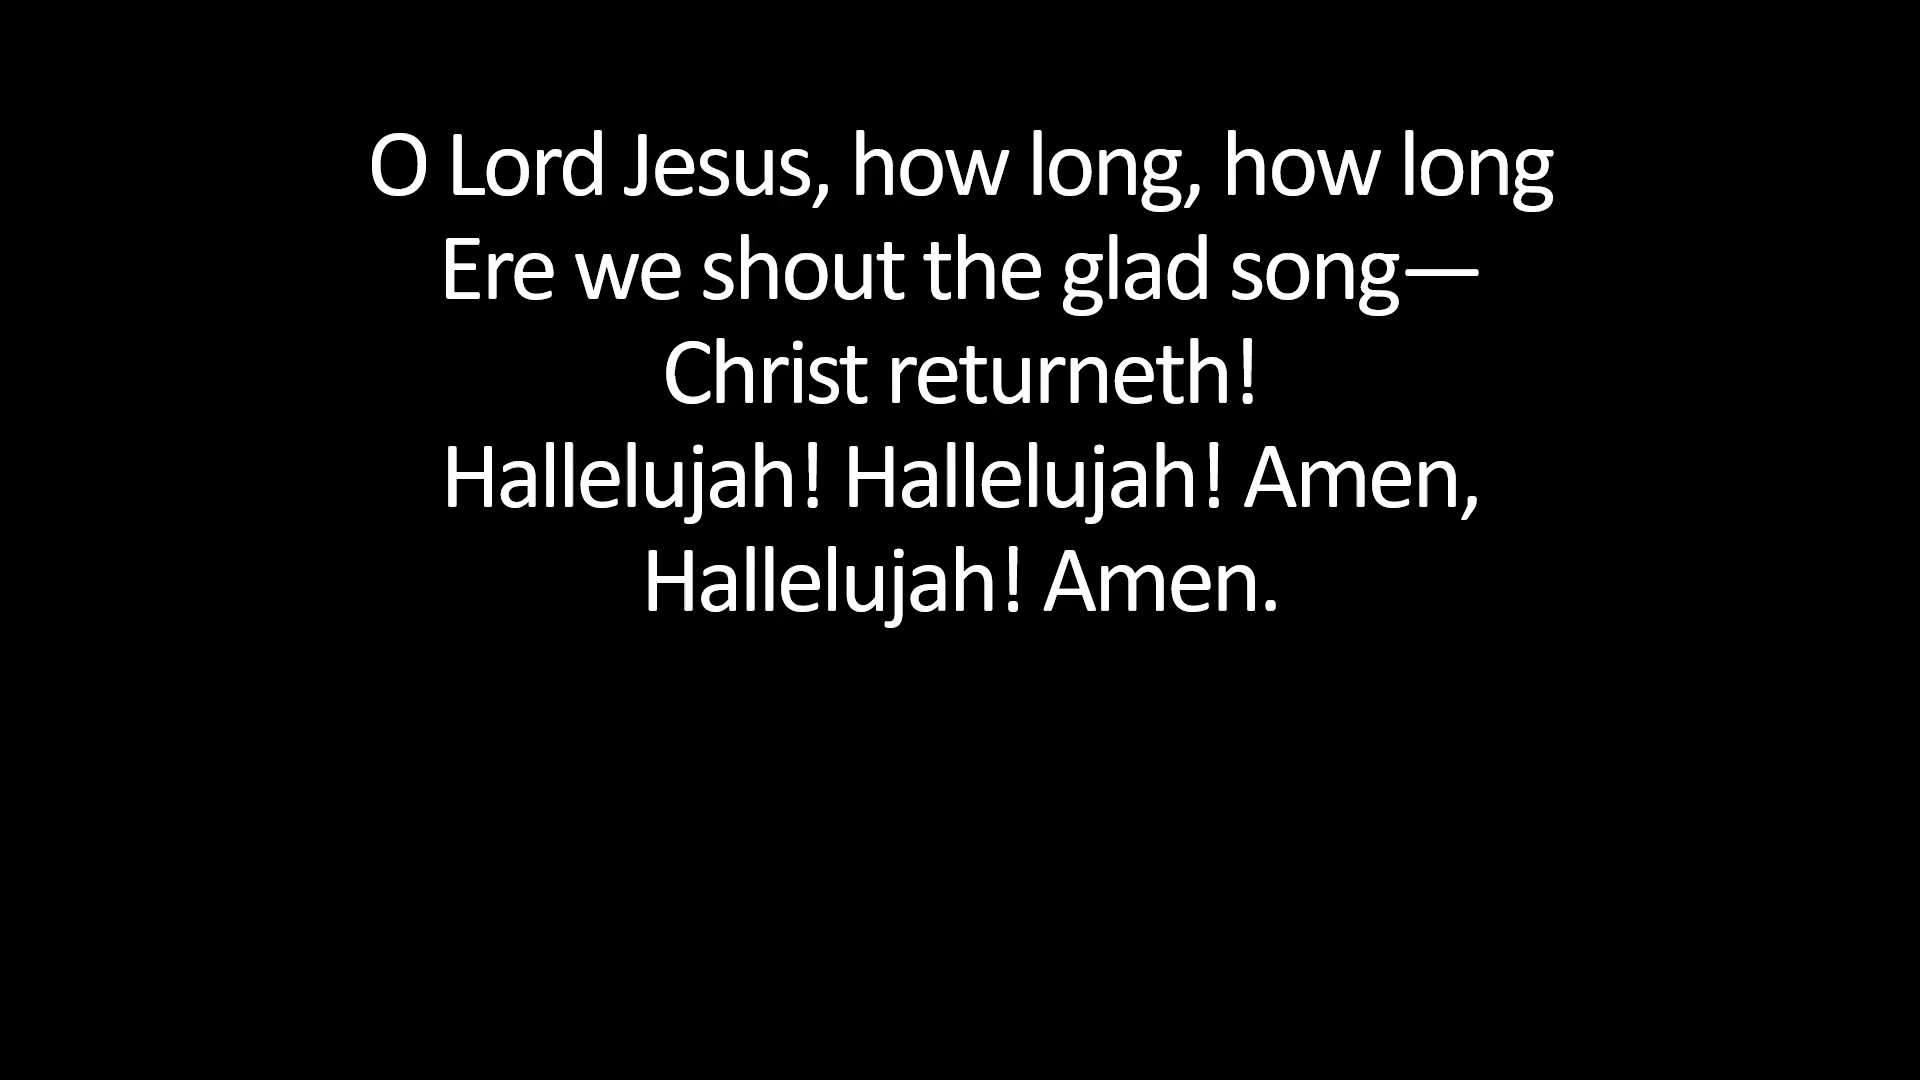 O Lord Jesus, how long, how long
Ere we shout the glad song—
Christ returneth!
Hallelujah! Hallelujah! Amen,
Hallelujah! Amen.